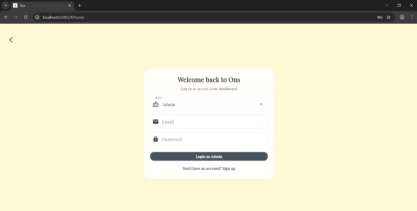 Ons
Welcome back to Ons
Log in to access your dashboard
Role
Admin
Email
Password
Login as Admin
Don't have an account? Sign up